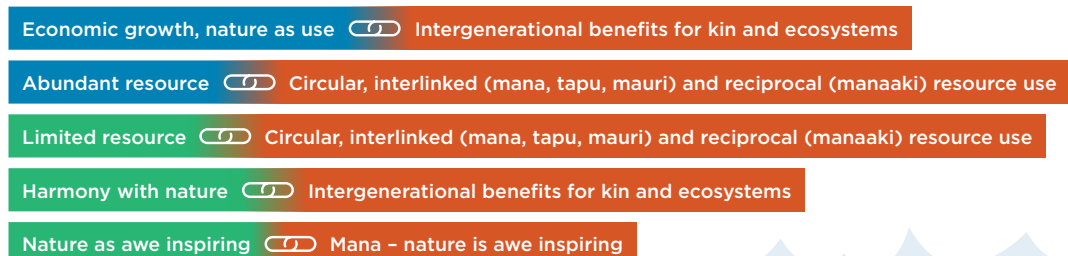 Economic growth, nature as use Intergenerational benefits for kin and ecosystems
Abundant resource Circular, interlinked (mana, tapu, mauri) and reciprocal (manaaki) resource use
Limited resource Circular, interlinked (mana, tapu, mauri) and reciprocal (manaaki) resource use
Harmony with nature Intergenerational benefits for kin and ecosystems
Nature as awe inspiring Mana – nature is awe inspiring